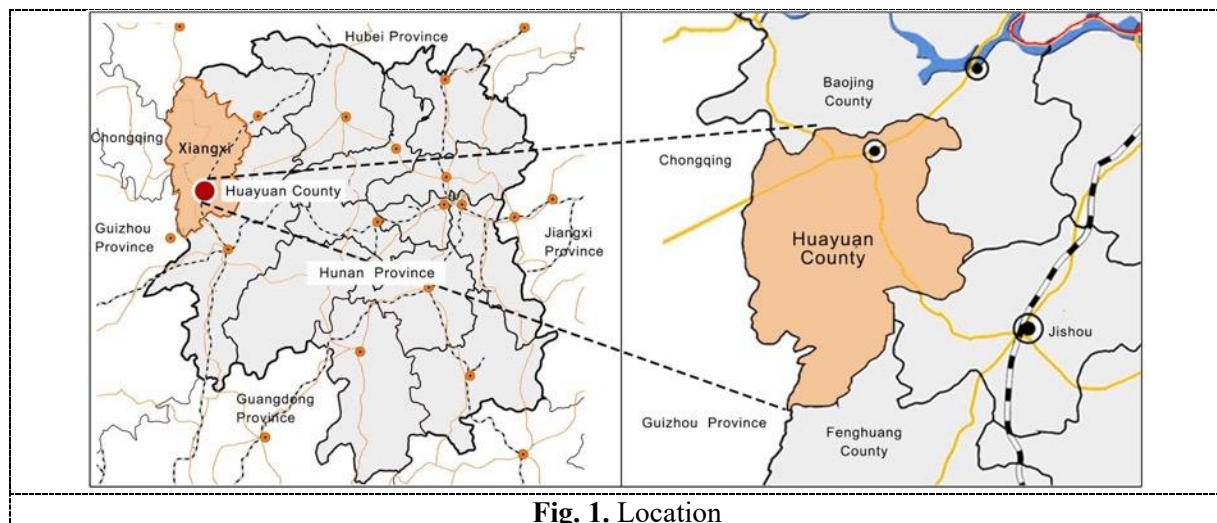 Hubei Province
Chongqing
Xiangxi
Huayuan County
Guizhou
Province
Jiangxi
Province
Hunan Province
Guangdong
Province
Baojing
County
Chongqing
Huayuan
County
Jishou
Guizhou Province
Fenghuang
County
Fig. 1. Location